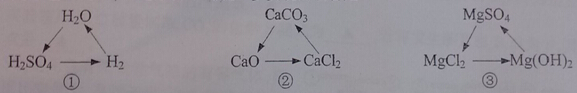 H₂O
H₂SO₄ H₂
①
CaCO₃
CaO CaCl₂
②
MgSO₄
MgCl₂ Mg(OH)₂
③